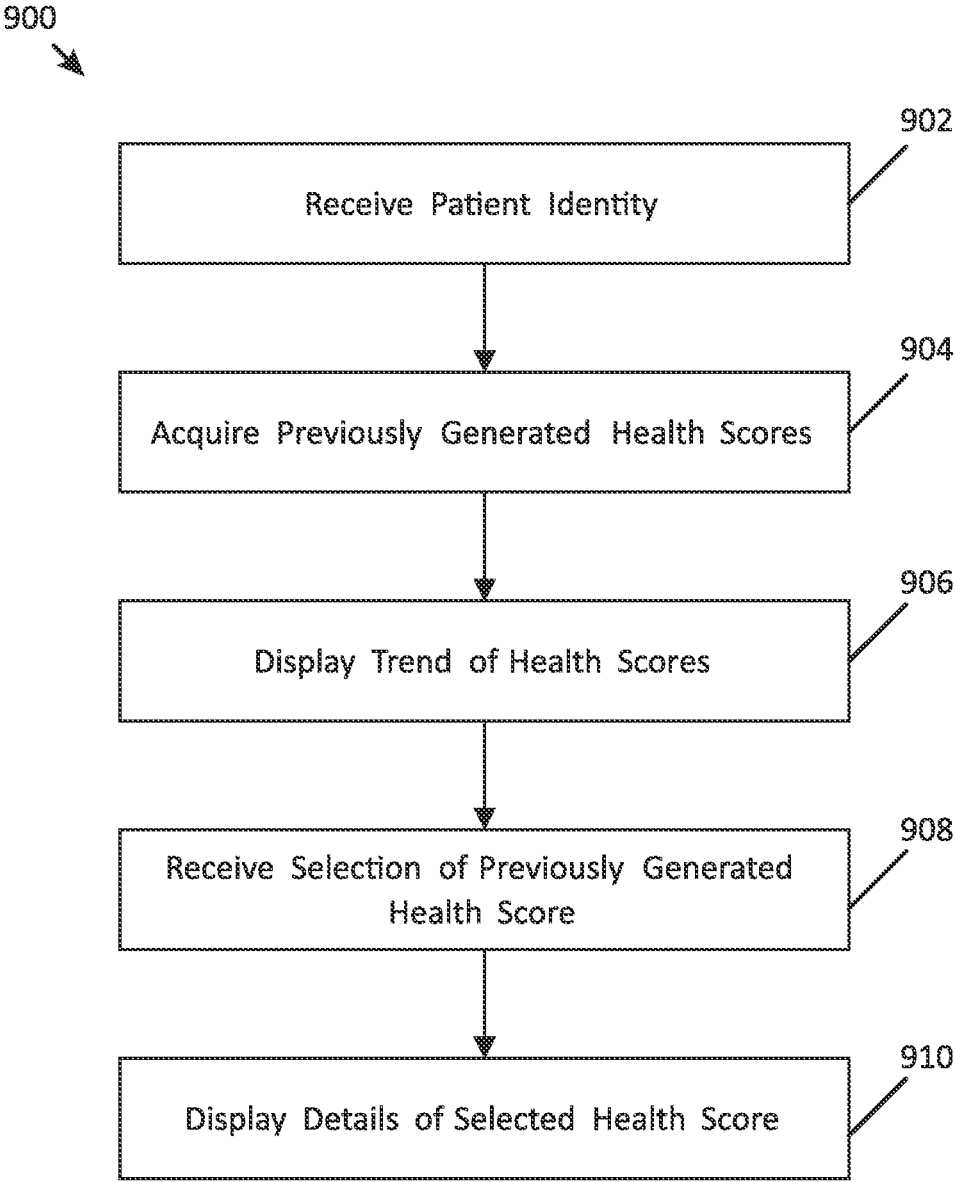 900
902
Receive Patient Identity
904
Acquire Previously Generated Health Scores
906
Display Trend of Health Scores
908
Receive Selection of Previously Generated
Health Score
910
Display Details of Selected Health Score